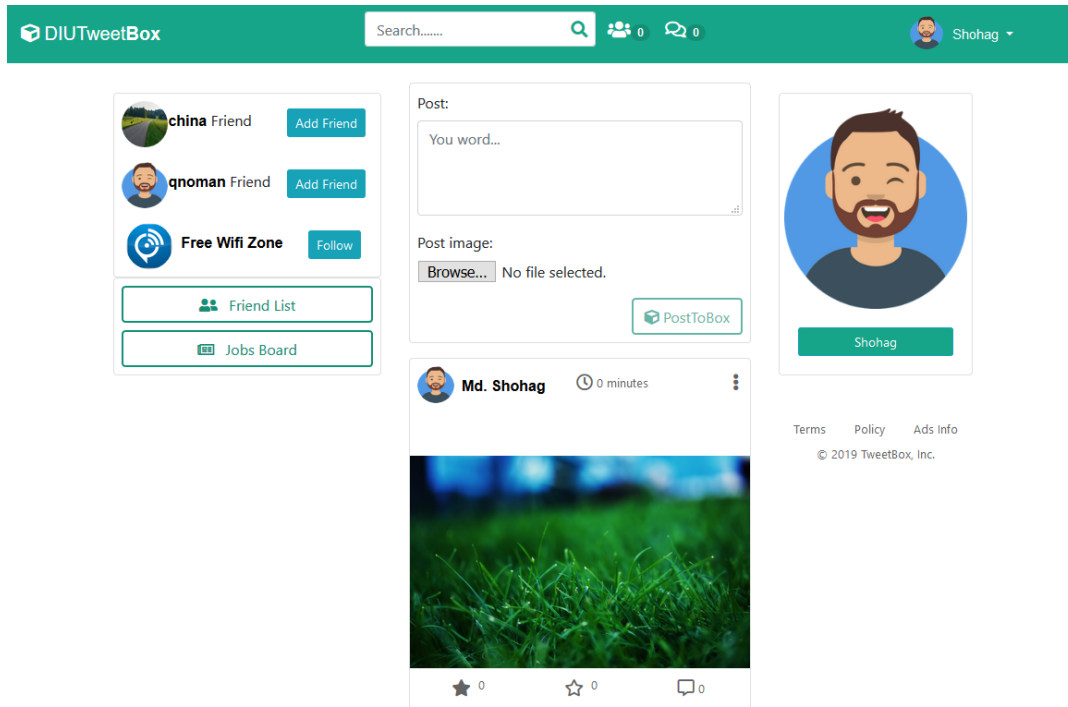 DIUTweetBox
Search.......
0
0
Shohag
china Friend
Add Friend
qnoman Friend
Add Friend
Free Wifi Zone
Follow
Friend List
Jobs Board
Post:
You word...
Post image:
Browse... No file selected.
PostToBox
Md. Shohag
0 minutes
0
0
0
Shohag
Terms Policy Ads Info
© 2019 TweetBox, Inc.